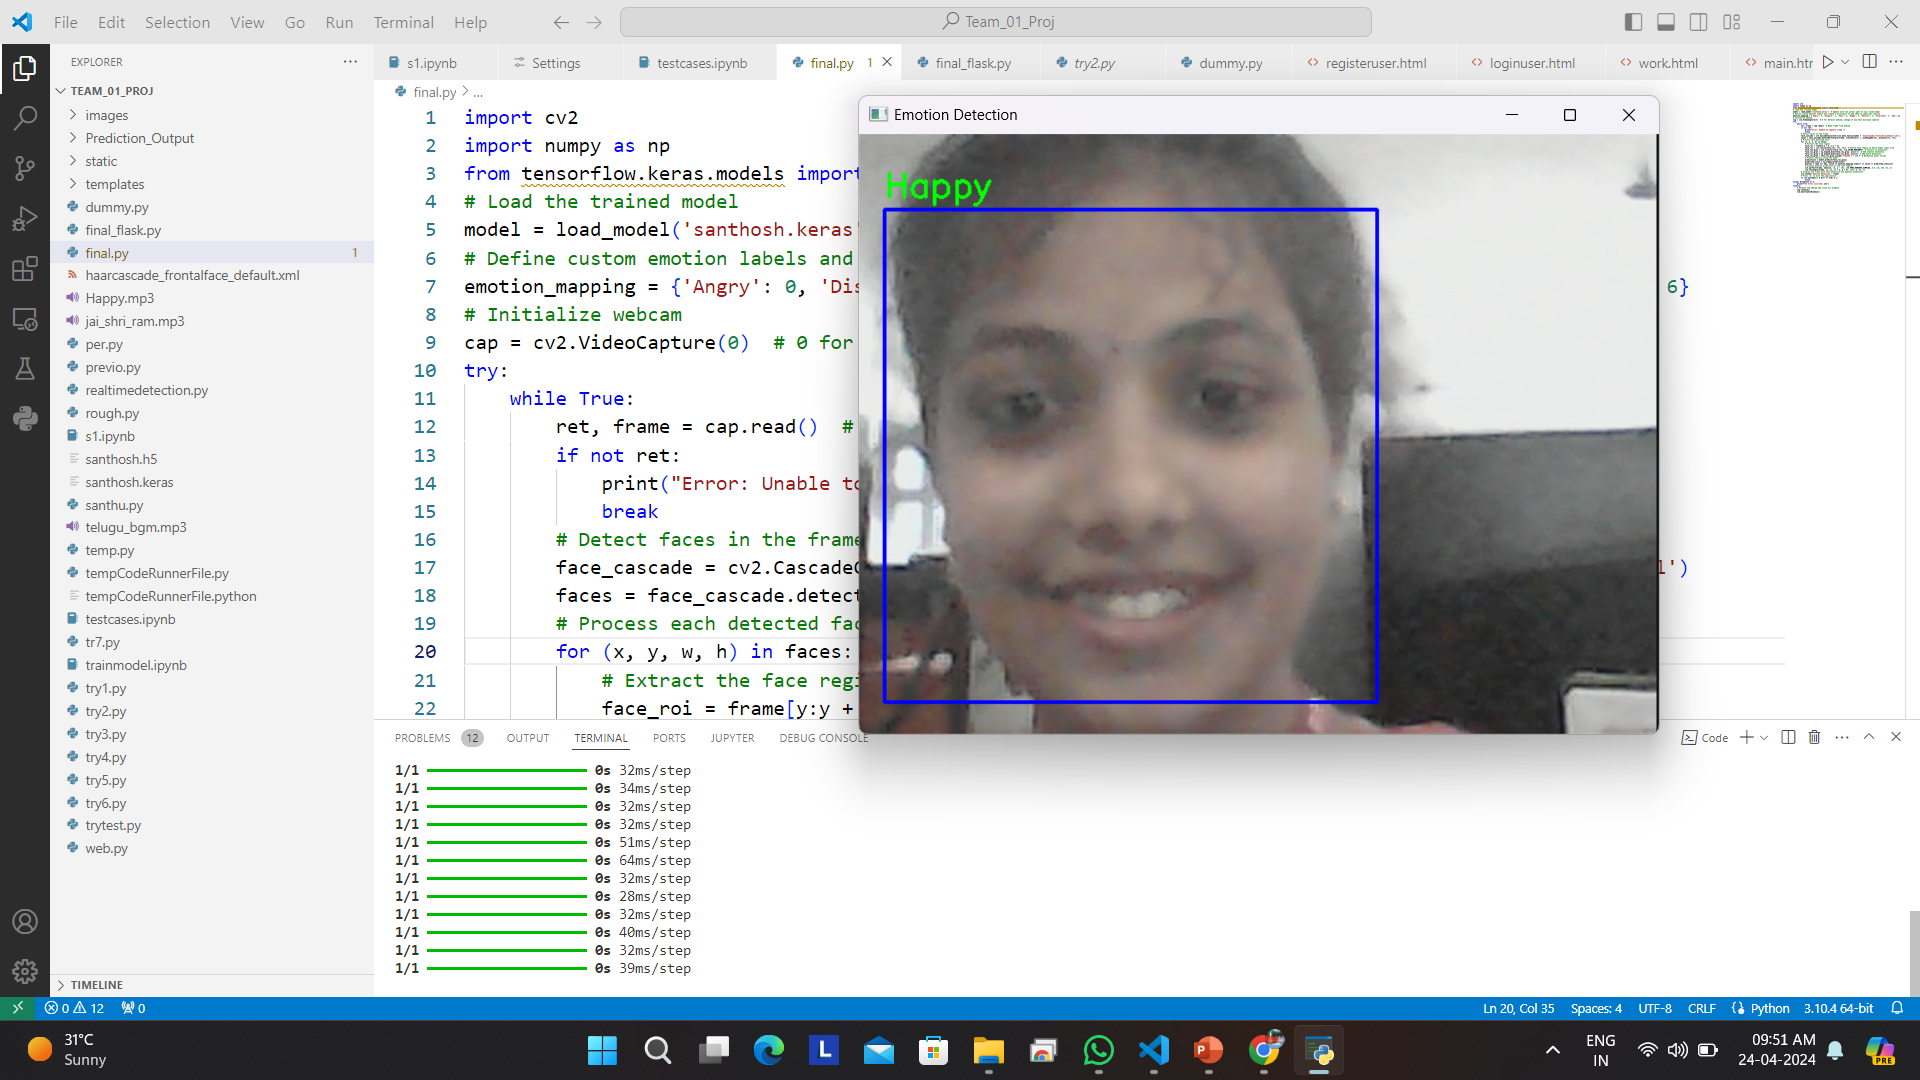 File Edit Selection View Go Run Terminal Help
Team_01_Proj
EXPLORER
TEAM_01_PROJ
images
Prediction_Output
static
templates
dummy.py
final_flask.py
final.py 1
haarcascade_frontalface_default.xml
Happy.mp3
jai_shri_ram.mp3
per.py
previo.py
realtimedetection.py
rough.py
s1.ipynb
santhosh.h5
santhosh.keras
santhu.py
telugu_bgm.mp3
temp.py
tempCodeRunnerFile.py
tempCodeRunnerFile.python
testcases.ipynb
tr7.py
trainmodel.ipynb
try1.py
try2.py
try3.py
try4.py
try5.py
try6.py
trytest.py
web.py
TIMELINE
s1.ipynb Settings testcases.ipynb final.py 1 final_flask.py try2.py dummy.py registeruser.html loginuser.html work.html main.htr
final.py > ...
1 import cv2
2 import numpy as np
3 from tensorflow.keras.models import
4 # Load the trained model
5 model = load_model('santhosh.keras'
6 # Define custom emotion labels and
7 emotion_mapping = {'Angry': 0, 'Dis 6}
8 # Initialize webcam
9 cap = cv2.VideoCapture(0) # 0 for
10 try:
11 while True:
12 ret, frame = cap.read() #
13 if not ret:
14 print("Error: Unable to
15 break
16 # Detect faces in the frame
17 face_cascade = cv2.CascadeC l')
18 faces = face_cascade.detect
19 # Process each detected fac
20 for (x, y, w, h) in faces:
21 # Extract the face regi
22 face_roi = frame[y:y +
Emotion Detection
Happy
PROBLEMS 12 OUTPUT TERMINAL PORTS JUPYTER DEBUG CONSOLE
Code
1/1 0s 32ms/step
1/1 0s 34ms/step
1/1 0s 32ms/step
1/1 0s 32ms/step
1/1 0s 51ms/step
1/1 0s 64ms/step
1/1 0s 32ms/step
1/1 0s 28ms/step
1/1 0s 32ms/step
1/1 0s 40ms/step
1/1 0s 32ms/step
1/1 0s 39ms/step
0 12 0
Ln 20, Col 35 Spaces: 4 UTF-8 CRLF Python 3.10.4 64-bit
31°C
Sunny
L
ENG
IN
09:51 AM
24-04-2024
PRE